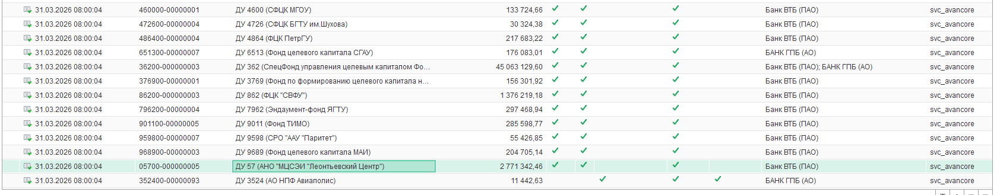 31.03.2026 08:00:04 460000-00000001 ДУ 4600 (СФЦК МГОУ) 133 724,66 Банк ВТБ (ПАО) svc_avancore
31.03.2026 08:00:04 472600-00000004 ДУ 4726 (СФЦК БГТУ им.Шухова) 30 324,38 Банк ВТБ (ПАО) svc_avancore
31.03.2026 08:00:04 486400-00000004 ДУ 4864 (ФЦК ПетрГУ) 217 683,22 Банк ВТБ (ПАО) svc_avancore
31.03.2026 08:00:04 651300-00000007 ДУ 6513 (Фонд целевого капитала СГАУ) 176 083,01 БАНК ГПБ (АО) svc_avancore
31.03.2026 08:00:04 36200-000000003 ДУ 362 (СпецФонд управления целевым капиталом Фо... 45 063 129,60 Банк ВТБ (ПАО); БАНК ГПБ (АО) svc_avancore
31.03.2026 08:00:04 376900-00000001 ДУ 3769 (Фонд по формированию целевого капитала н... 156 301,92 Банк ВТБ (ПАО) svc_avancore
31.03.2026 08:00:04 86200-000000003 ДУ 862 (ФЦК "СВФУ") 1 376 219,18 Банк ВТБ (ПАО) svc_avancore
31.03.2026 08:00:04 796200-00000004 ДУ 7962 (Эндаумент-фонд ЯГТУ) 297 468,94 Банк ВТБ (ПАО) svc_avancore
31.03.2026 08:00:04 901100-00000005 ДУ 9011 (Фонд ТИМО) 285 598,77 Банк ВТБ (ПАО) svc_avancore
31.03.2026 08:00:04 959800-00000007 ДУ 9598 (СРО "ААУ "Паритет") 55 426,85 Банк ВТБ (ПАО) svc_avancore
31.03.2026 08:00:04 968900-00000003 ДУ 9689 (Фонд целевого капитала МАИ) 204 705,14 Банк ВТБ (ПАО) svc_avancore
31.03.2026 08:00:04 05700-000000005 ДУ 57 (АНО "МЦСЭИ "Леонтьевский Центр") 2 771 342,46 Банк ВТБ (ПАО) svc_avancore
31.03.2026 08:00:04 352400-00000093 ДУ 3524 (АО НПФ Авиаполис) 11 442,63 БАНК ГПБ (АО) svc_avancore